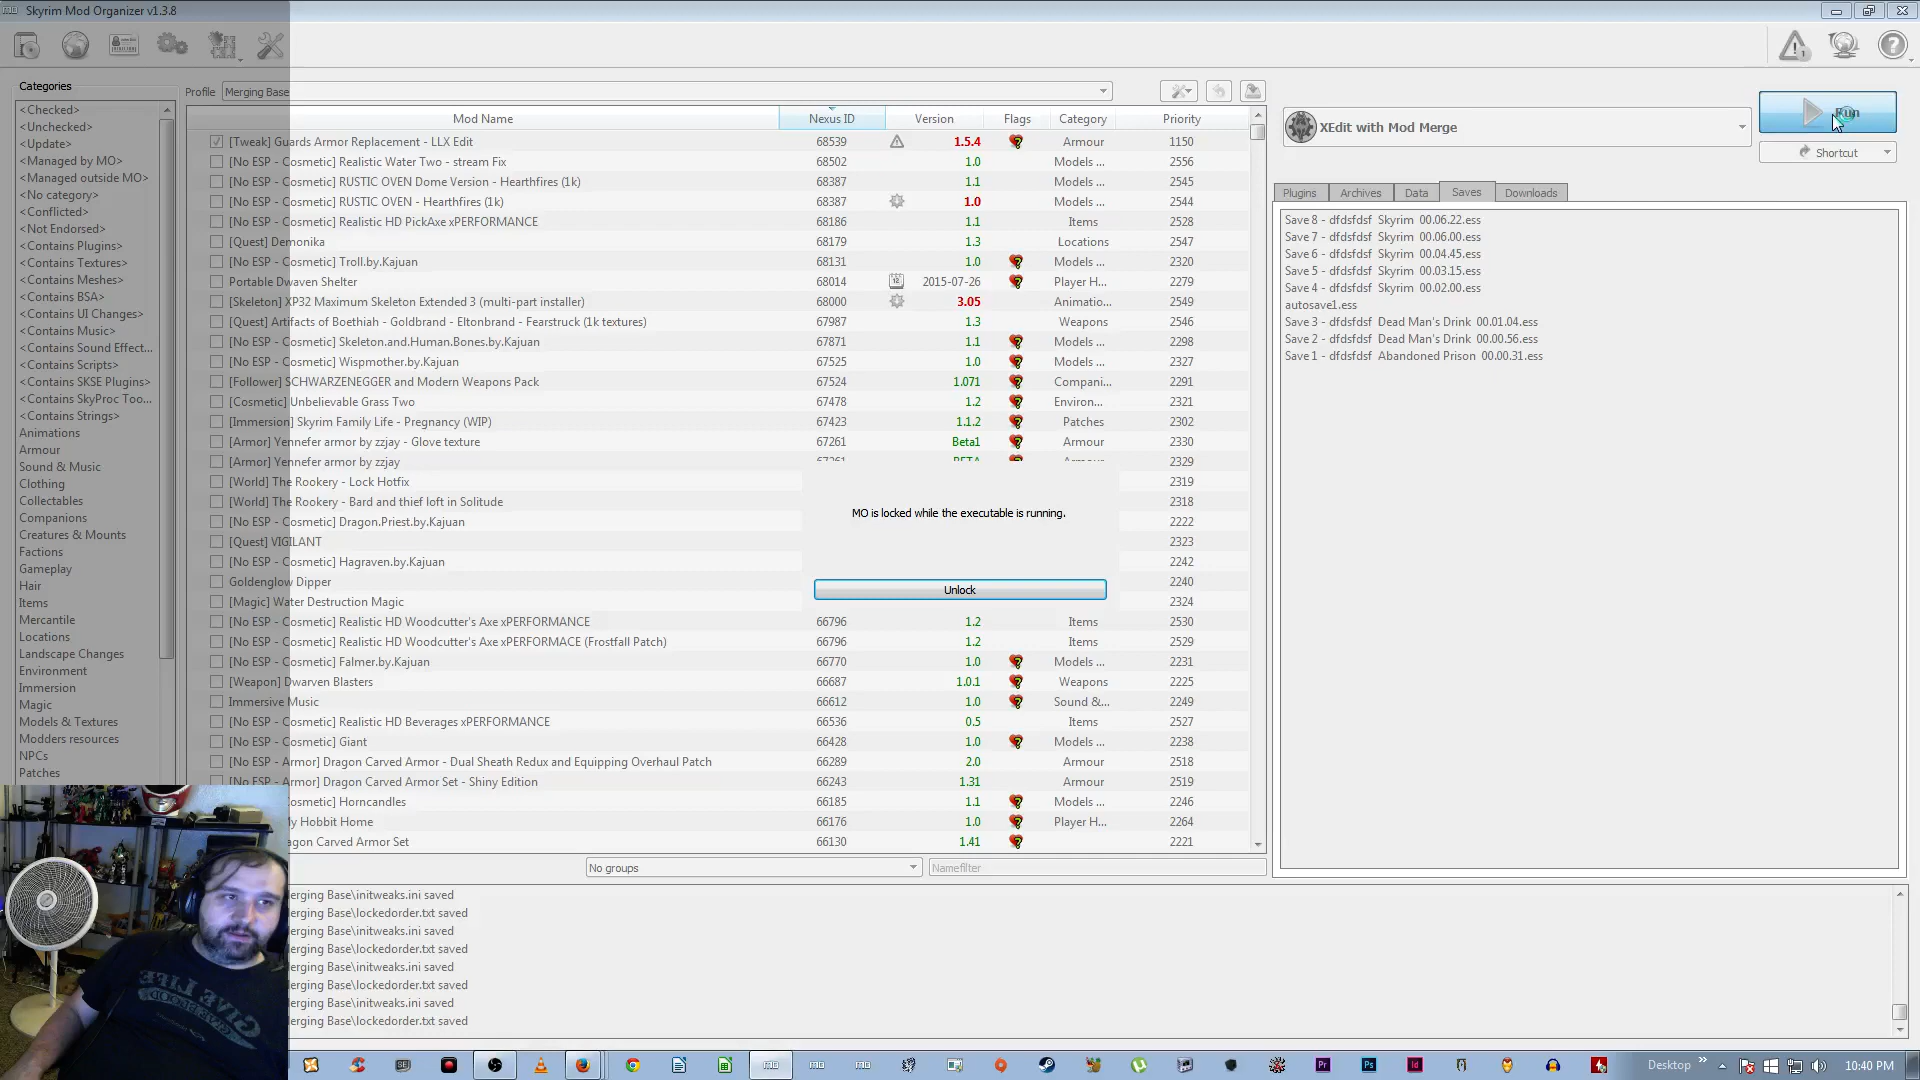 Skyrim Mod Organizer v1.3.8
Categories
<Checked>
<Unchecked>
<Update>
<Managed by MO>
<Managed outside MO>
<No category>
<Conflicted>
<Not Endorsed>
<Contains Plugins>
<Contains Textures>
<Contains Meshes>
<Contains BSA>
<Contains UI Changes>
<Contains Music>
<Contains Sound Effect...
<Contains Scripts>
<Contains SKSE Plugins>
<Contains SkyProc Too...
<Contains Strings>
Animations
Armour
Sound & Music
Clothing
Collectables
Companions
Creatures & Mounts
Factions
Gameplay
Hair
Items
Mercantile
Locations
Landscape Changes
Environment
Immersion
Magic
Models & Textures
Modders resources
NPCs
Patches
Profile Merging Base
Mod Name Nexus ID Version Flags Category Priority
[Tweak] Guards Armor Replacement - LLX Edit 68539 1.5.4 Armour 1150
[No ESP - Cosmetic] Realistic Water Two - stream Fix 68502 1.0 Models ... 2556
[No ESP - Cosmetic] RUSTIC OVEN Dome Version - Hearthfires (1k) 68387 1.1 Models ... 2545
[No ESP - Cosmetic] RUSTIC OVEN - Hearthfires (1k) 68387 1.0 Models ... 2544
[No ESP - Cosmetic] Realistic HD PickAxe xPERFORMANCE 68186 1.1 Items 2528
[Quest] Demonika 68179 1.3 Locations 2547
[No ESP - Cosmetic] Troll.by.Kajuan 68131 1.0 Models ... 2320
Portable Dwaven Shelter 68014 2015-07-26 Player H... 2279
[Skeleton] XP32 Maximum Skeleton Extended 3 (multi-part installer) 68000 3.05 Animatio... 2549
[Quest] Artifacts of Boethiah - Goldbrand - Eltonbrand - Fearstruck (1k textures) 67987 1.3 Weapons 2546
[No ESP - Cosmetic] Skeleton.and.Human.Bones.by.Kajuan 67871 1.1 Models ... 2298
[No ESP - Cosmetic] Wispmother.by.Kajuan 67525 1.0 Models ... 2327
[Follower] SCHWARZENEGGER and Modern Weapons Pack 67524 1.071 Compani... 2291
[Cosmetic] Unbelievable Grass Two 67478 1.2 Environ... 2321
[Immersion] Skyrim Family Life - Pregnancy (WIP) 67423 1.1.2 Patches 2302
[Armor] Yennefer armor by zzjay - Glove texture 67261 Beta1 Armour 2330
[Armor] Yennefer armor by zzjay 67261 BETA Armour 2329
[World] The Rookery - Lock Hotfix 2319
[World] The Rookery - Bard and thief loft in Solitude 2318
[No ESP - Cosmetic] Dragon.Priest.by.Kajuan 2222
[Quest] VIGILANT 2323
[No ESP - Cosmetic] Hagraven.by.Kajuan 2242
Goldenglow Dipper 2240
[Magic] Water Destruction Magic 2324
[No ESP - Cosmetic] Realistic HD Woodcutter's Axe xPERFORMANCE 66796 1.2 Items 2530
[No ESP - Cosmetic] Realistic HD Woodcutter's Axe xPERFORMACE (Frostfall Patch) 66796 1.2 Items 2529
[No ESP - Cosmetic] Falmer.by.Kajuan 66770 1.0 Models ... 2231
[Weapon] Dwarven Blasters 66687 1.0.1 Weapons 2225
Immersive Music 66612 1.0 Sound &... 2249
[No ESP - Cosmetic] Realistic HD Beverages xPERFORMANCE 66536 0.5 Items 2527
[No ESP - Cosmetic] Giant 66428 1.0 Models ... 2238
[No ESP - Armor] Dragon Carved Armor - Dual Sheath Redux and Equipping Overhaul Patch 66289 2.0 Armour 2518
[No ESP - Armor] Dragon Carved Armor Set - Shiny Edition 66243 1.31 Armour 2519
osmetic] Horncandles 66185 1.1 Models ... 2246
My Hobbit Home 66176 1.0 Player H... 2264
agon Carved Armor Set 66130 1.41 2221
MO is locked while the executable is running.
Unlock
No groups
Namefilter
XEdit with Mod Merge
Run
Shortcut
Plugins Archives Data Saves Downloads
Save 8 - dfdsfdsf Skyrim 00.06.22.ess
Save 7 - dfdsfdsf Skyrim 00.06.00.ess
Save 6 - dfdsfdsf Skyrim 00.04.45.ess
Save 5 - dfdsfdsf Skyrim 00.03.15.ess
Save 4 - dfdsfdsf Skyrim 00.02.00.ess
autosave1.ess
Save 3 - dfdsfdsf Dead Man's Drink 00.01.04.ess
Save 2 - dfdsfdsf Dead Man's Drink 00.00.56.ess
Save 1 - dfdsfdsf Abandoned Prison 00.00.31.ess
erging Base\initweaks.ini saved
erging Base\lockedorder.txt saved
erging Base\initweaks.ini saved
erging Base\lockedorder.txt saved
erging Base\initweaks.ini saved
erging Base\lockedorder.txt saved
erging Base\initweaks.ini saved
erging Base\lockedorder.txt saved
GIVE LIFE
GIVE BLOOD
Desktop
10:40 PM